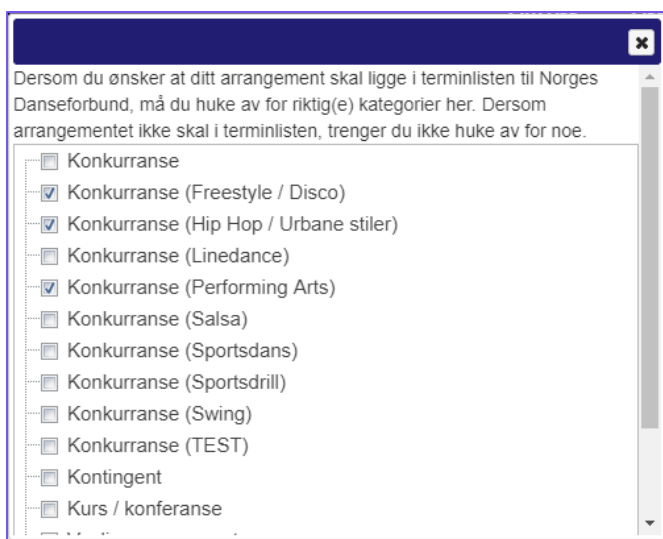 Dersom du ønsker at ditt arrangement skal ligge i terminlisten til Norges
Danseforbund, må du huke av for riktig(e) kategorier her. Dersom
arrangementet ikke skal i terminlisten, trenger du ikke huke av for noe.
Konkurranse
Konkurranse (Freestyle / Disco)
Konkurranse (Hip Hop / Urbane stiler)
Konkurranse (Linedance)
Konkurranse (Performing Arts)
Konkurranse (Salsa)
Konkurranse (Sportsdans)
Konkurranse (Sportsdrill)
Konkurranse (Swing)
Konkurranse (TEST)
Kontingent
Kurs / konferanse